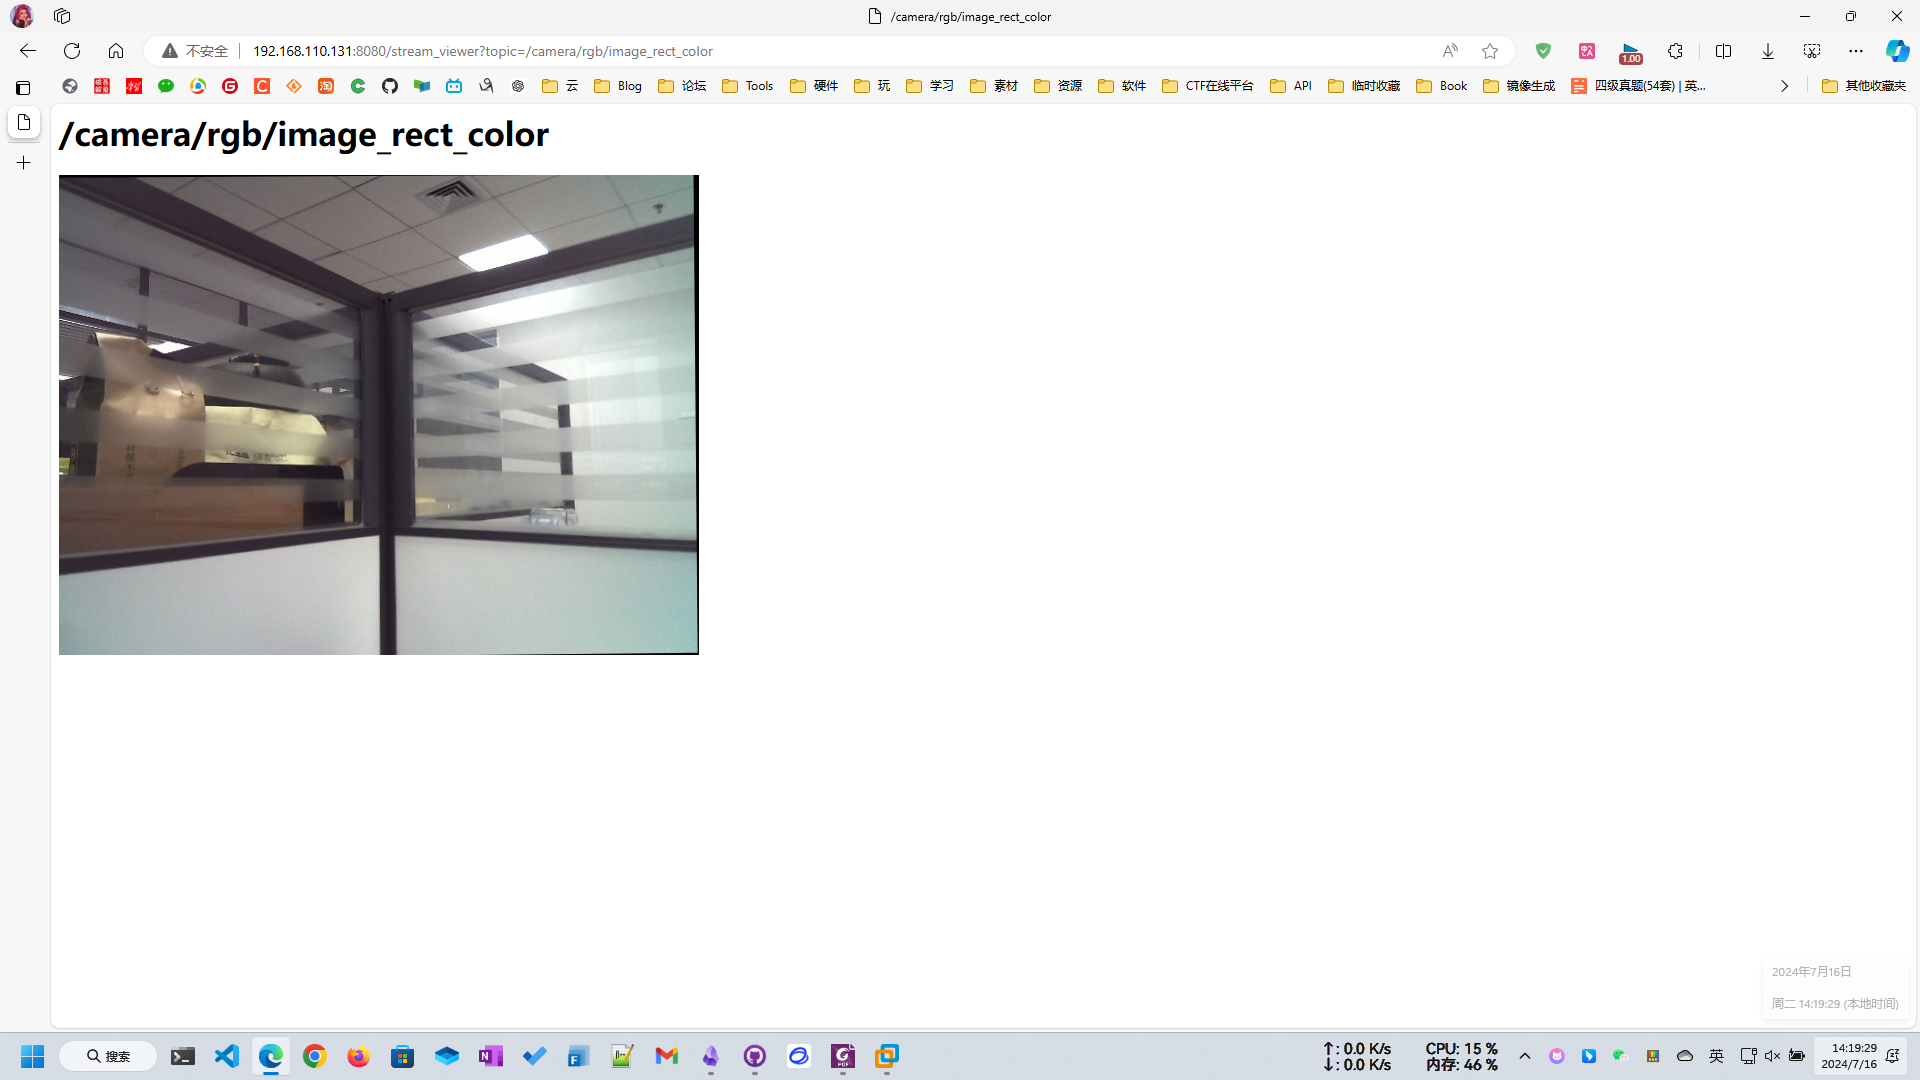 /camera/rgb/image_rect_color
不安全
192.168.110.131:8080/stream_viewer?topic=/camera/rgb/image_rect_color
1.00
云 Blog 论坛 Tools 硬件 玩 学习 素材 资源 软件 CTF在线平台 API 临时收藏 Book 镜像生成 四级真题(54套) | 英... 其他收藏夹
/camera/rgb/image_rect_color
2024年7月16日
周二 14:19:29 (本地时间)
搜索
↑: 0.0 K/s CPU: 15 %
↓: 0.0 K/s 内存: 46 %
英
14:19:29
2024/7/16